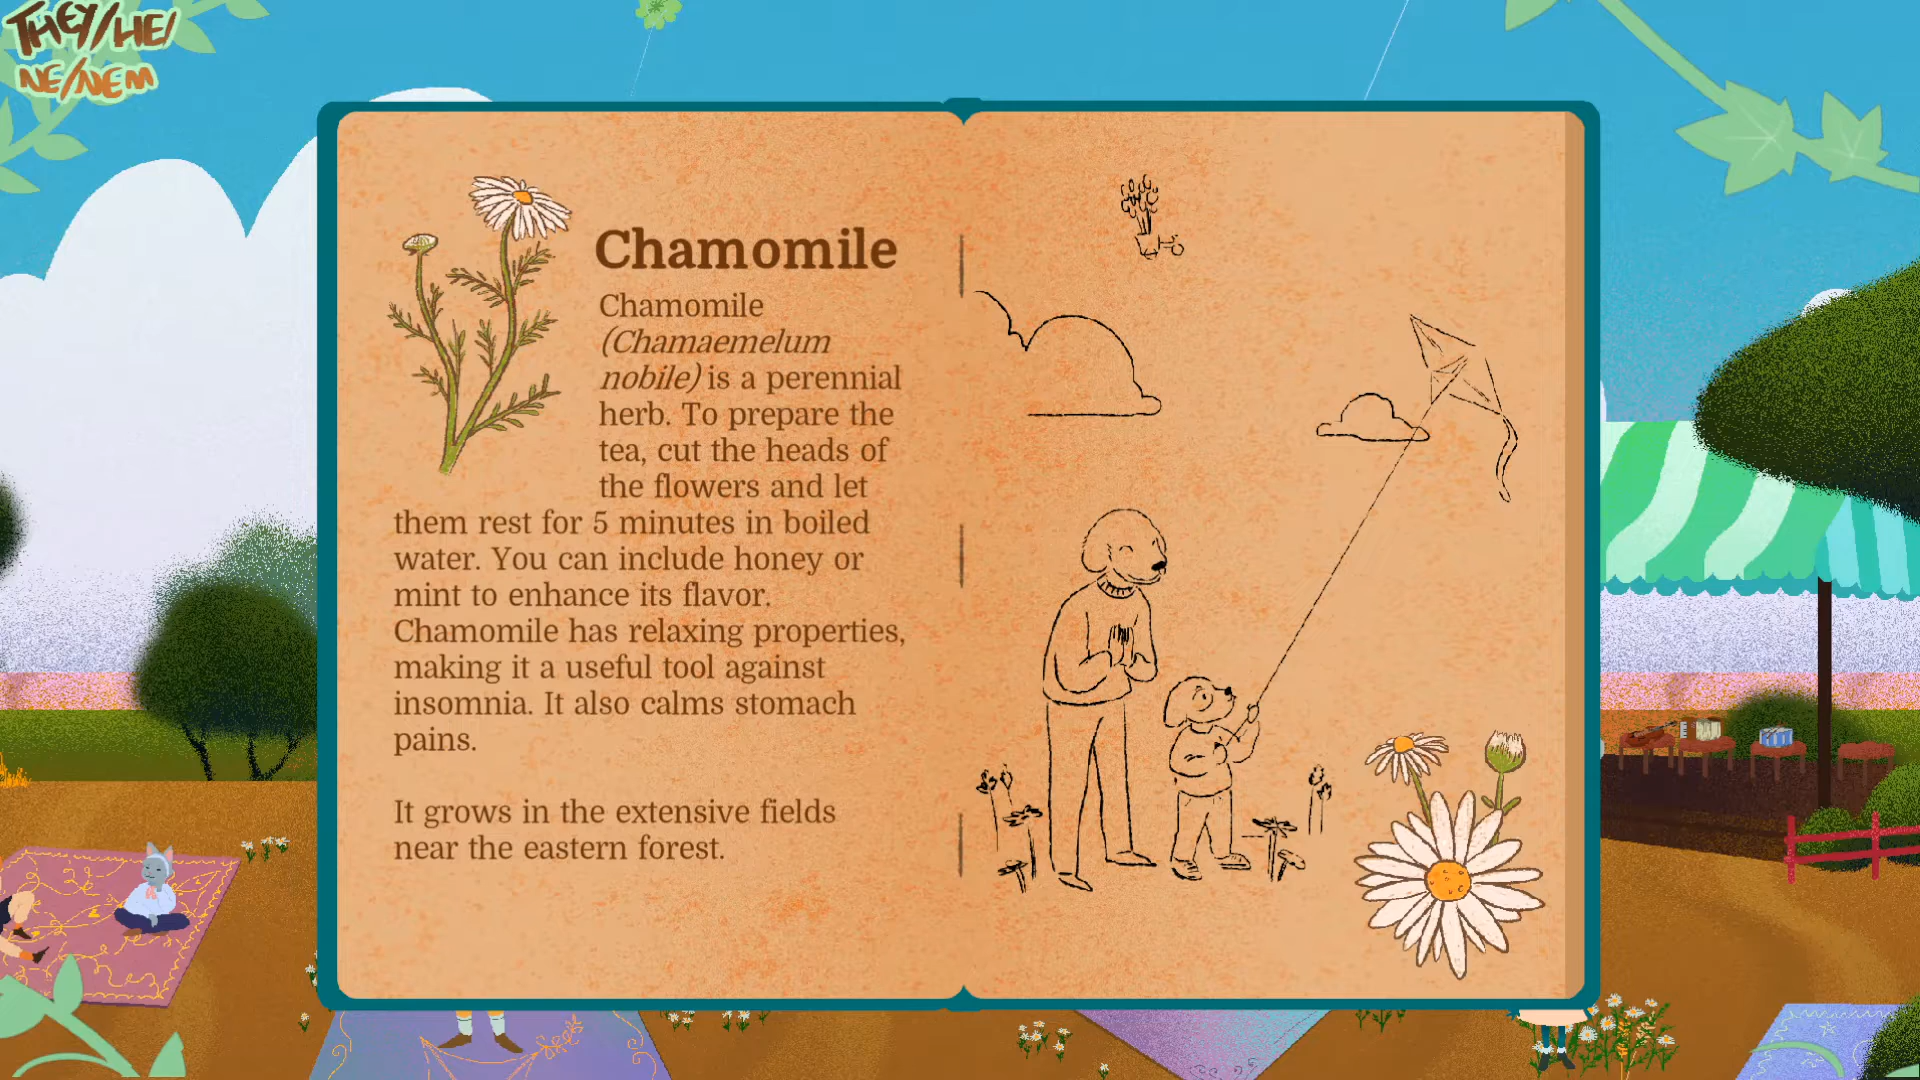 THEY/HE/
NE/NEM
Chamomile
Chamomile
(Chamaemelum
nobile) is a perennial
herb. To prepare the
tea, cut the heads of
the flowers and let
them rest for 5 minutes in boiled
water. You can include honey or
mint to enhance its flavor.
Chamomile has relaxing properties,
making it a useful tool against
insomnia. It also calms stomach
pains.
It grows in the extensive fields
near the eastern forest.